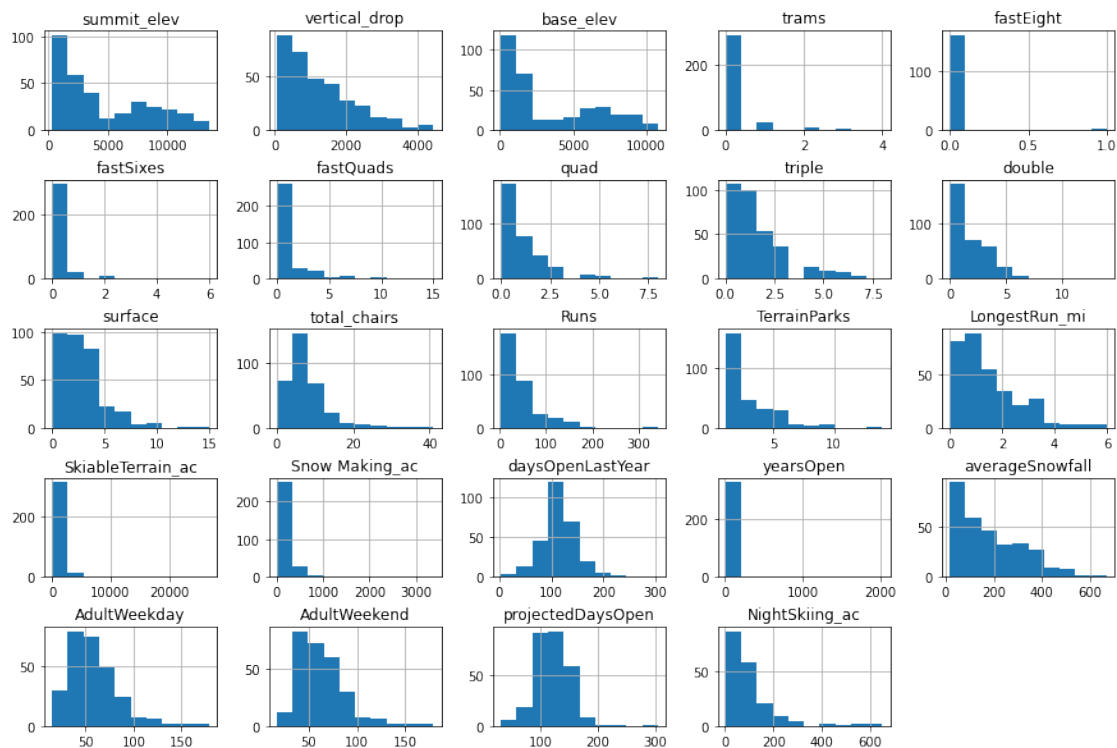 summit_elev vertical_drop base_elev trams fastEight
100
50
0
0 5000 10000
50
0
0 2000 4000
100
50
0
0 5000 10000
200
0
0 2 4
100
0
0.0 0.5 1.0
fastSixes fastQuads quad triple double
200
0
0 2 4 6
200
0
0 5 10 15
100
0
0.0 2.5 5.0 7.5
100
50
0
0.0 2.5 5.0 7.5
100
0
0 5 10
surface total_chairs Runs TerrainParks LongestRun_mi
100
50
0
0 5 10 15
100
0
0 20 40
100
0
0 100 200 300
100
0
5 10
50
0
0 2 4 6
SkiableTerrain_ac Snow Making_ac daysOpenLastYear yearsOpen averageSnowfall
200
0
0 10000 20000
200
100
0
0 1000 2000 3000
100
50
0
0 100 200 300
200
0
0 1000 2000
50
0
0 200 400 600
AdultWeekday AdultWeekend projectedDaysOpen NightSkiing_ac
50
0
50 100 150
50
0
50 100 150
50
0
100 200 300
50
0
0 200 400 600